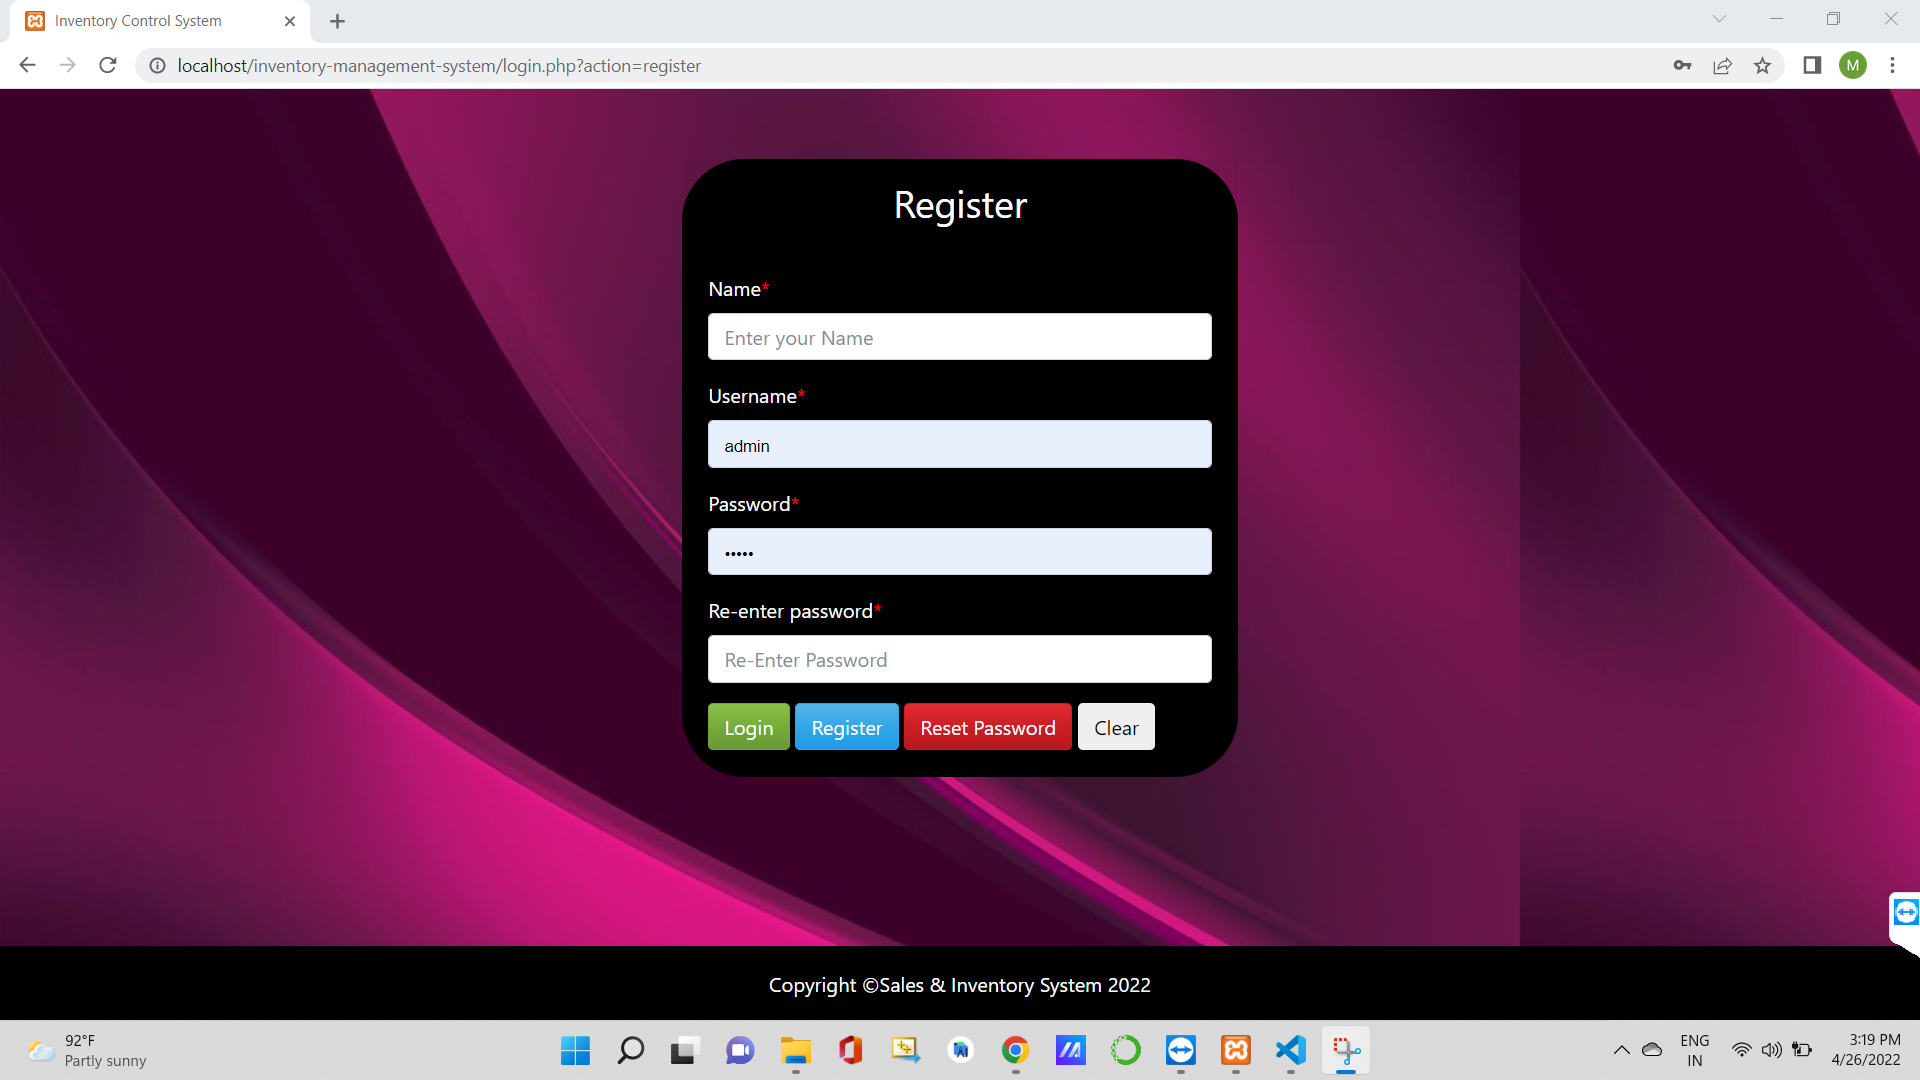 Inventory Control System
localhost/inventory-management-system/login.php?action=register
M
Register
Name*
Enter your Name
Username*
admin
Password*
•••••
Re-enter password*
Re-Enter Password
Login Register Reset Password Clear
Copyright ©Sales & Inventory System 2022
92°F
Partly sunny
ENG
IN
3:19 PM
4/26/2022